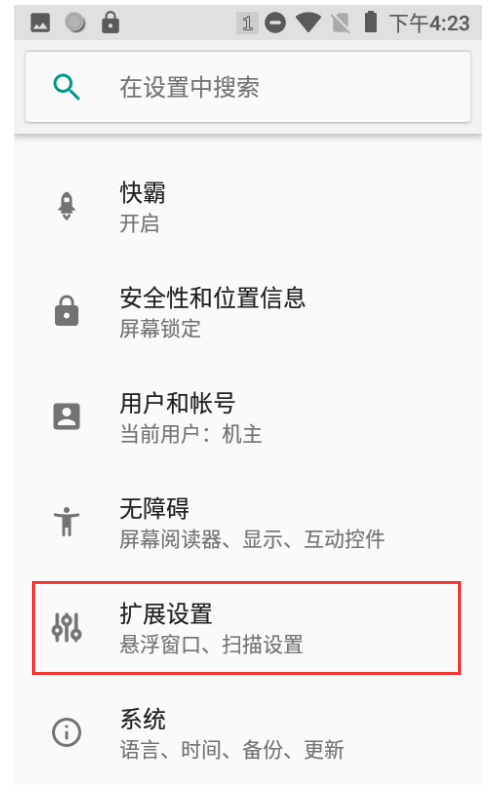 1 下午4:23
在设置中搜索
快霸
开启
安全性和位置信息
屏幕锁定
用户和帐号
当前用户：机主
无障碍
屏幕阅读器、显示、互动控件
扩展设置
悬浮窗口、扫描设置
系统
语言、时间、备份、更新